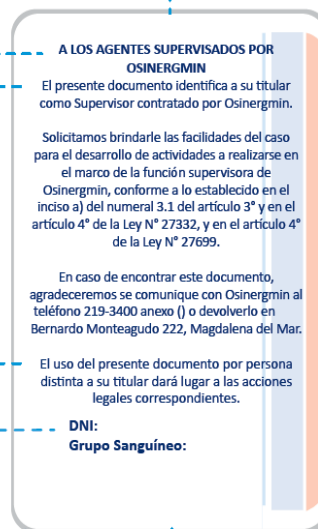 A LOS AGENTES SUPERVISADOS POR
OSINERGMIN
El presente documento identifica a su titular
como Supervisor contratado por Osinergmin.
Solicitamos brindarle las facilidades del caso
para el desarrollo de actividades a realizarse en
el marco de la función supervisora de
Osinergmin, conforme a lo establecido en el
inciso a) del numeral 3.1 del artículo 3° y en el
artículo 4° de la Ley N° 27332, y en el artículo 4°
de la Ley N° 27699.
En caso de encontrar este documento,
agradeceremos se comunique con Osinergmin al
teléfono 219-3400 anexo () o devolverlo en
Bernardo Monteagudo 222, Magdalena del Mar.
El uso del presente documento por persona
distinta a su titular dará lugar a las acciones
legales correspondientes.
DNI:
Grupo Sanguíneo: